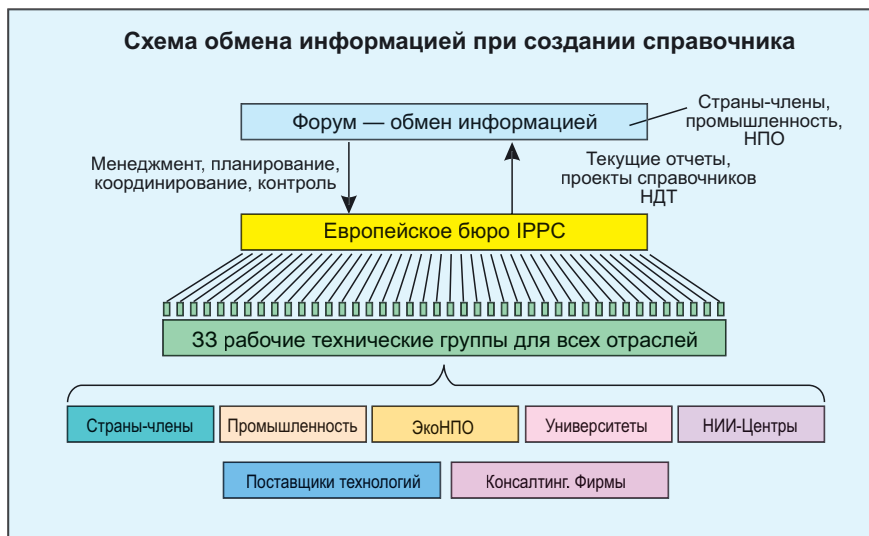 Схема обмена информацией при создании справочника
Форум — обмен информацией
Страны-члены,
промышленность,
НПО
Менеджмент, планирование,
координирование, контроль
Текущие отчеты,
проекты справочников
НДТ
Европейское бюро IPPC
33 рабочие технические группы для всех отраслей
Страны-члены
Промышленность
ЭкоНПО
Университеты
НИИ-Центры
Поставщики технологий
Консалтинг. Фирмы